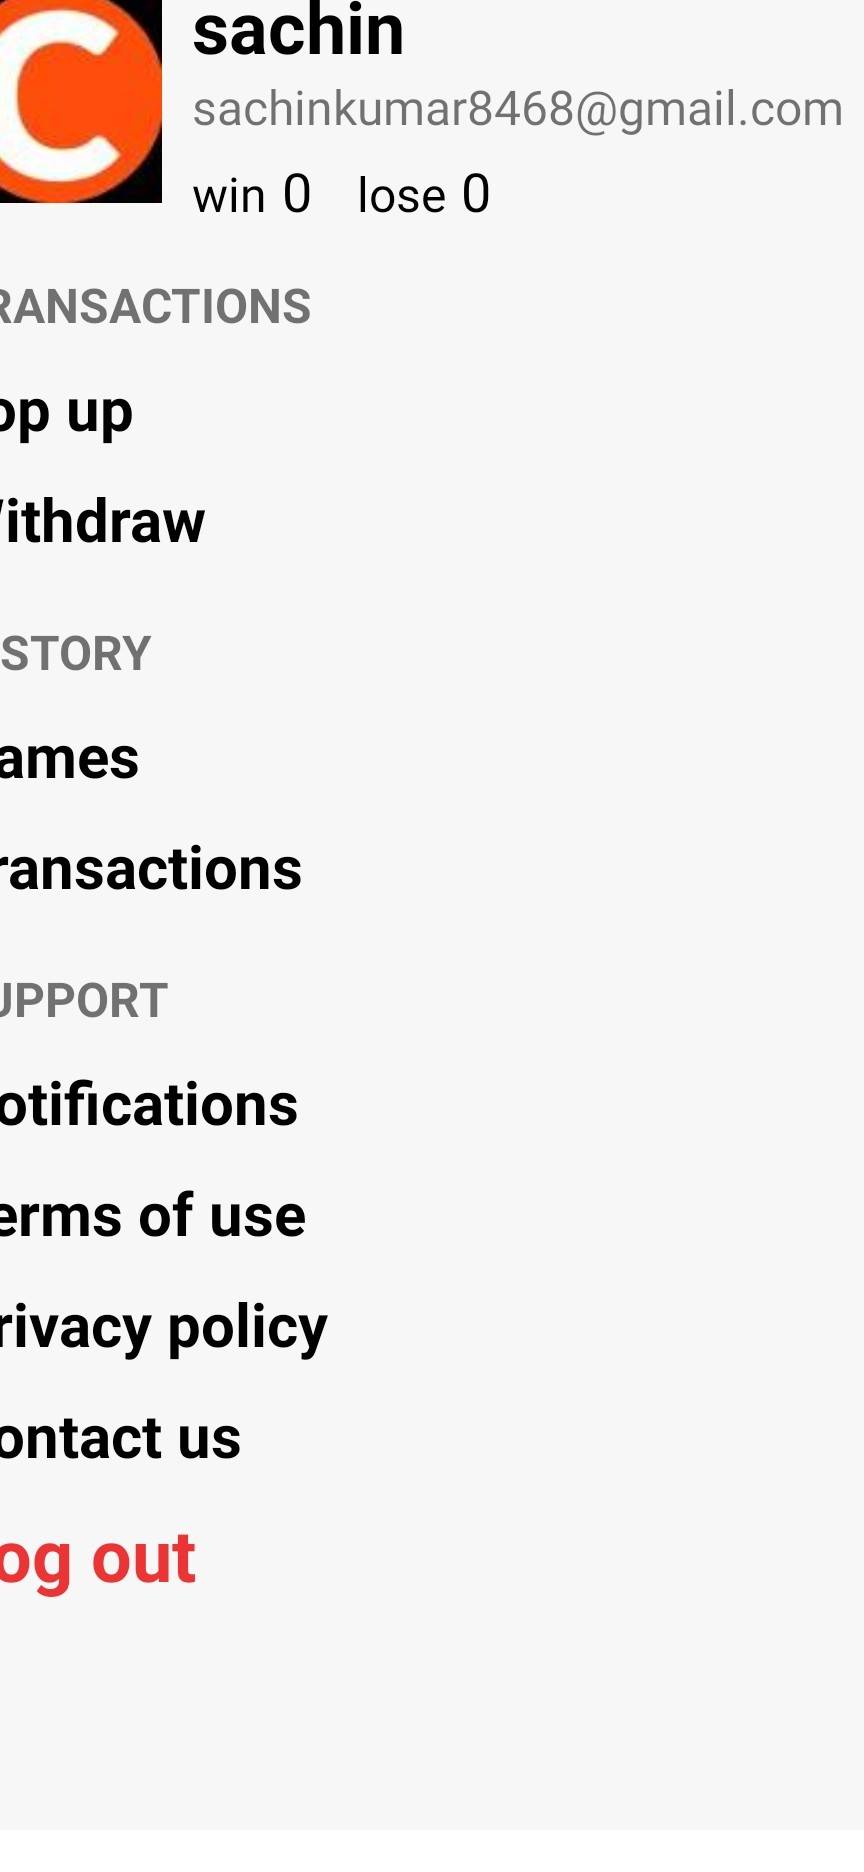 sachin
sachinkumar8468@gmail.com
win 0 lose 0
RANSACTIONS
op up
ithdraw
STORY
ames
ransactions
UPPORT
otifications
erms of use
rivacy policy
ontact us
og out